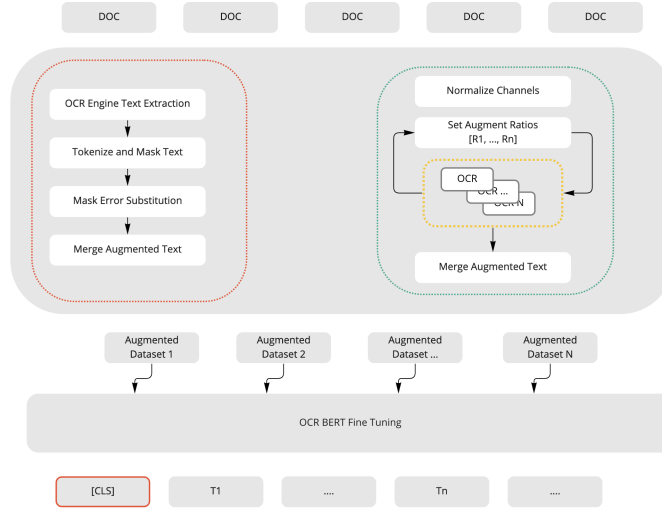 DOC DOC DOC DOC DOC
OCR Engine Text Extraction
Tokenize and Mask Text
Mask Error Substitution
Merge Augmented Text
Normalize Channels
Set Augment Ratios
[R1, ..., Rn]
OCR
OCR ...
OCR N
Merge Augmented Text
Augmented
Dataset 1
Augmented
Dataset 2
Augmented
Dataset ...
Augmented
Dataset N
OCR BERT Fine Tuning
[CLS] T1 .... Tn ....